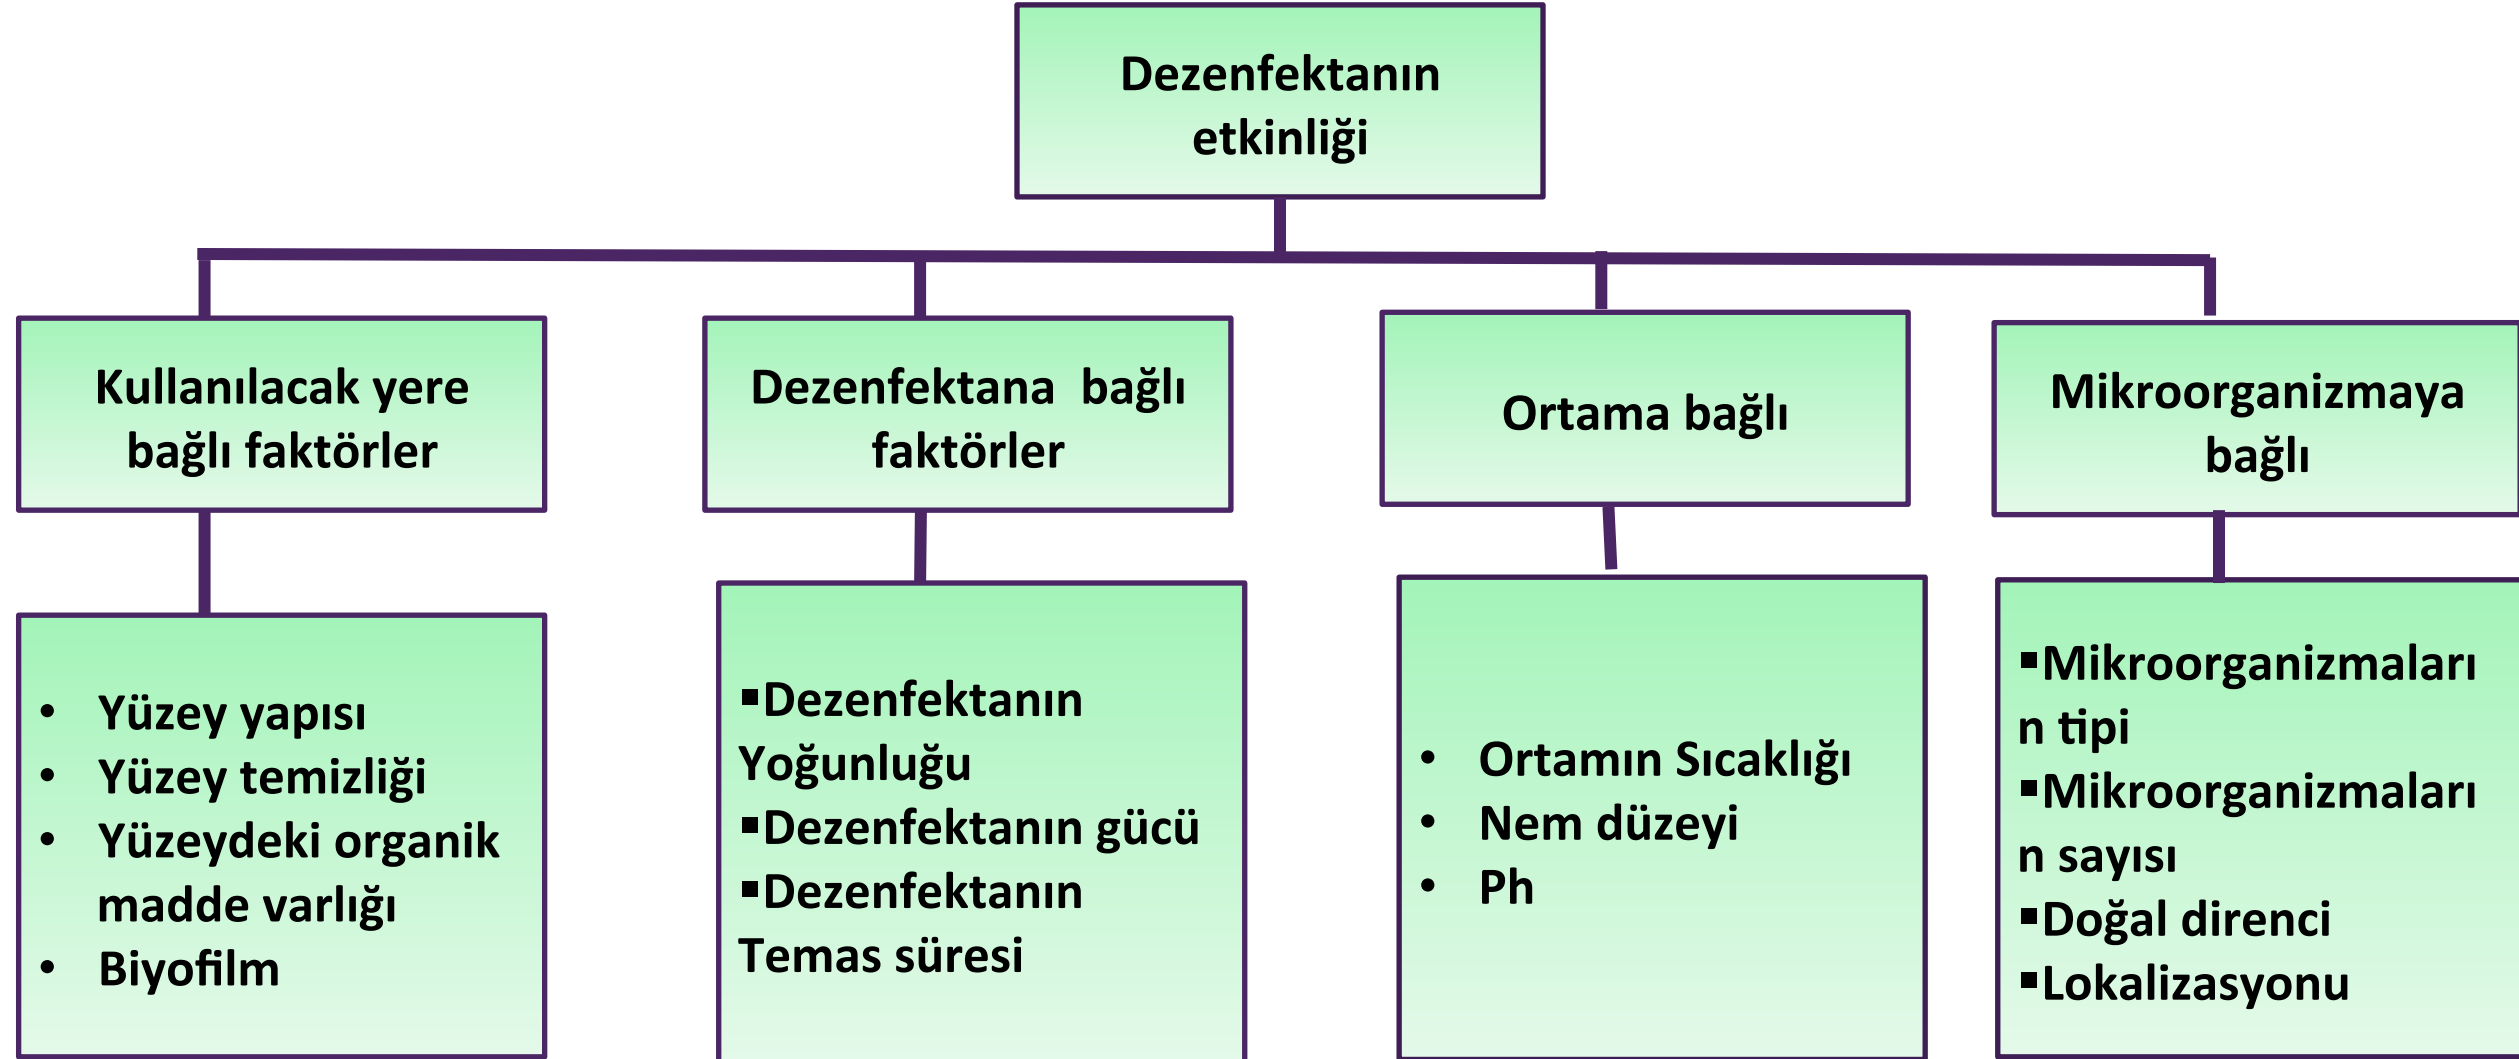 Dezenfektanın
etkinliği
Kullanılacak yere
bağlı faktörler
Dezenfektana bağlı
faktörler
Ortama bağlı
Mikroorganizmaya
bağlı
• Yüzey yapısı
• Yüzey temizliği
• Yüzeydeki organik
madde varlığı
• Biyofilm
▪Dezenfektanın
Yoğunluğu
▪Dezenfektanın gücü
▪Dezenfektanın
Temas süresi
• Ortamın Sıcaklığı
• Nem düzeyi
• Ph
▪Mikroorganizmaları
n tipi
▪Mikroorganizmaları
n sayısı
▪Doğal direnci
▪Lokalizasyonu